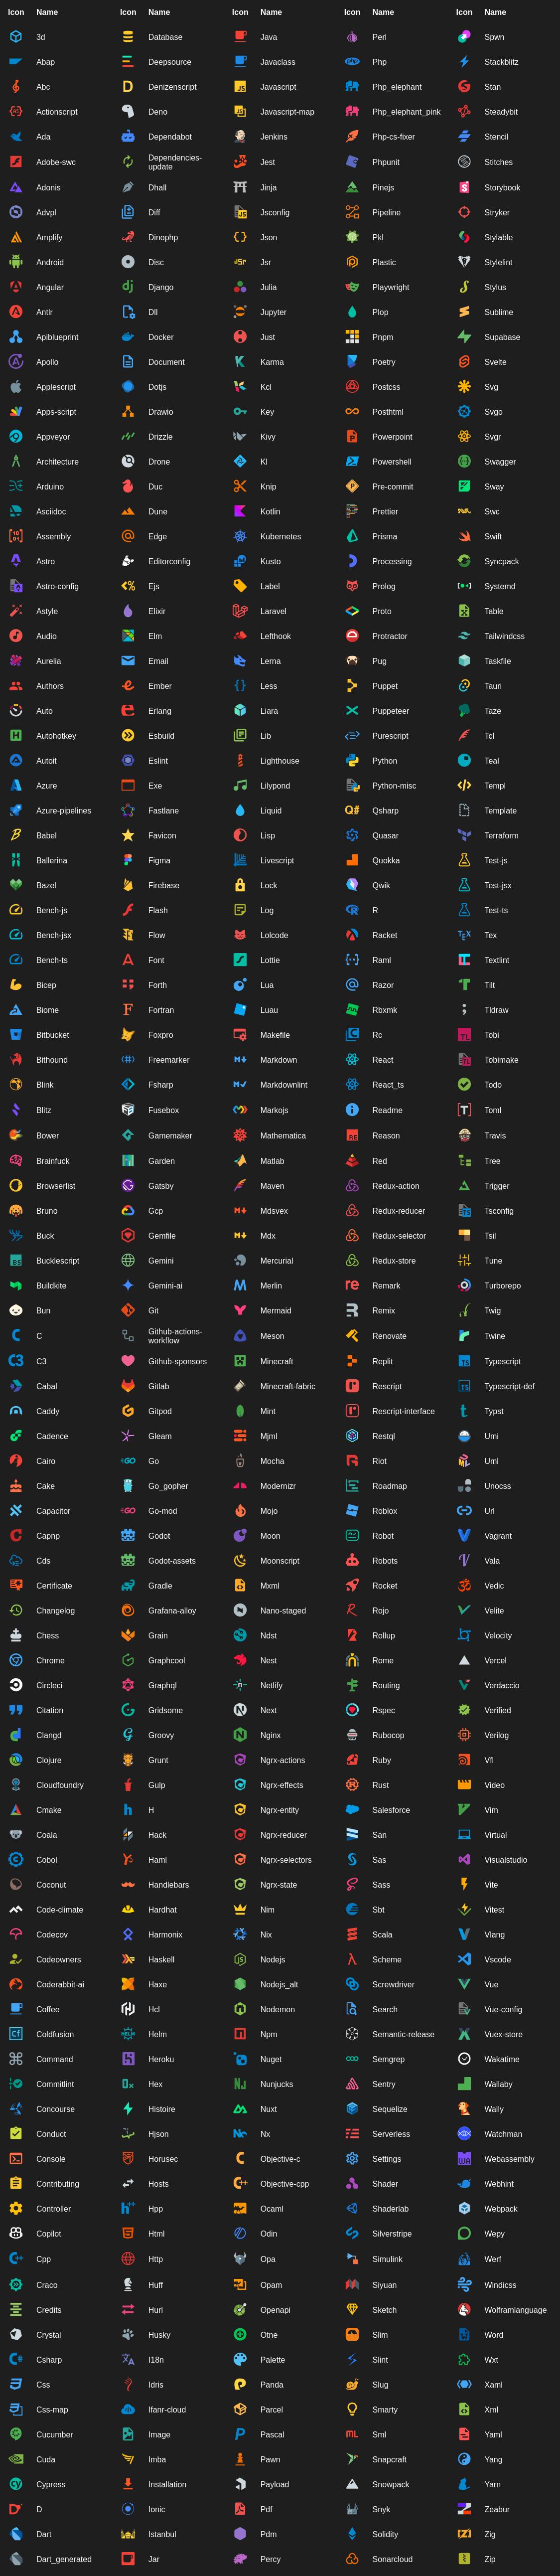 Icon Name
3d
Abap
Abc
Actionscript
Ada
Adobe-swc
Adonis
Advpl
Amplify
Android
Angular
Antlr
Apiblueprint
Apollo
Applescript
Apps-script
Appveyor
Architecture
Arduino
Asciidoc
Assembly
Astro
Astro-config
Astyle
Audio
Aurelia
Authors
Auto
Autohotkey
Autoit
Azure
Azure-pipelines
Babel
Ballerina
Bazel
Bench-js
Bench-jsx
Bench-ts
Bicep
Biome
Bitbucket
Bithound
Blink
Blitz
Bower
Brainfuck
Browserlist
Bruno
Buck
Bucklescript
Buildkite
Bun
C
C3
Cabal
Caddy
Cadence
Cairo
Cake
Capacitor
Capnp
Cds
Certificate
Changelog
Chess
Chrome
Circleci
Citation
Clangd
Clojure
Cloudfoundry
Cmake
Coala
Cobol
Coconut
Code-climate
Codecov
Codeowners
Coderabbit-ai
Coffee
Coldfusion
Command
Commitlint
Concourse
Conduct
Console
Contributing
Controller
Copilot
Cpp
Craco
Credits
Crystal
Csharp
Css
Css-map
Cucumber
Cuda
Cypress
D
Dart
Dart_generated
Icon Name
Database
Deepsource
Denizenscript
Deno
Dependabot
Dependencies-
update
Dhall
Diff
Dinophp
Disc
Django
Dll
Docker
Document
Dotjs
Drawio
Drizzle
Drone
Duc
Dune
Edge
Editorconfig
Ejs
Elixir
Elm
Email
Ember
Erlang
Esbuild
Eslint
Exe
Fastlane
Favicon
Figma
Firebase
Flash
Flow
Font
Forth
Fortran
Foxpro
Freemarker
Fsharp
Fusebox
Gamemaker
Garden
Gatsby
Gcp
Gemfile
Gemini
Gemini-ai
Git
Github-actions-
workflow
Github-sponsors
Gitlab
Gitpod
Gleam
Go
Go_gopher
Go-mod
Godot
Godot-assets
Gradle
Grafana-alloy
Grain
Graphcool
Graphql
Gridsome
Groovy
Grunt
Gulp
H
Hack
Haml
Handlebars
Hardhat
Harmonix
Haskell
Haxe
Hcl
Helm
Heroku
Hex
Histoire
Hjson
Horusec
Hosts
Hpp
Html
Http
Huff
Hurl
Husky
I18n
Idris
Ifanr-cloud
Image
Imba
Installation
Ionic
Istanbul
Jar
Icon Name
Java
Javaclass
Javascript
Javascript-map
Jenkins
Jest
Jinja
Jsconfig
Json
Jsr
Julia
Jupyter
Just
Karma
Kcl
Key
Kivy
Kl
Knip
Kotlin
Kubernetes
Kusto
Label
Laravel
Lefthook
Lerna
Less
Liara
Lib
Lighthouse
Lilypond
Liquid
Lisp
Livescript
Lock
Log
Lolcode
Lottie
Lua
Luau
Makefile
Markdown
Markdownlint
Markojs
Mathematica
Matlab
Maven
Mdsvex
Mdx
Mercurial
Merlin
Mermaid
Meson
Minecraft
Minecraft-fabric
Mint
Mjml
Mocha
Modernizr
Mojo
Moon
Moonscript
Mxml
Nano-staged
Ndst
Nest
Netlify
Next
Nginx
Ngrx-actions
Ngrx-effects
Ngrx-entity
Ngrx-reducer
Ngrx-selectors
Ngrx-state
Nim
Nix
Nodejs
Nodejs_alt
Nodemon
Npm
Nuget
Nunjucks
Nuxt
Nx
Objective-c
Objective-cpp
Ocaml
Odin
Opa
Opam
Openapi
Otne
Palette
Panda
Parcel
Pascal
Pawn
Payload
Pdf
Pdm
Percy
Icon Name
Perl
Php
Php_elephant
Php_elephant_pink
Php-cs-fixer
Phpunit
Pinejs
Pipeline
Pkl
Plastic
Playwright
Plop
Pnpm
Poetry
Postcss
Posthtml
Powerpoint
Powershell
Pre-commit
Prettier
Prisma
Processing
Prolog
Proto
Protractor
Pug
Puppet
Puppeteer
Purescript
Python
Python-misc
Qsharp
Quasar
Quokka
Qwik
R
Racket
Raml
Razor
Rbxmk
Rc
React
React_ts
Readme
Reason
Red
Redux-action
Redux-reducer
Redux-selector
Redux-store
Remark
Remix
Renovate
Replit
Rescript
Rescript-interface
Restql
Riot
Roadmap
Roblox
Robot
Robots
Rocket
Rojo
Rollup
Rome
Routing
Rspec
Rubocop
Ruby
Rust
Salesforce
San
Sas
Sass
Sbt
Scala
Scheme
Screwdriver
Search
Semantic-release
Semgrep
Sentry
Sequelize
Serverless
Settings
Shader
Shaderlab
Silverstripe
Simulink
Siyuan
Sketch
Slim
Slint
Slug
Smarty
Sml
Snapcraft
Snowpack
Snyk
Solidity
Sonarcloud
Icon Name
Spwn
Stackblitz
Stan
Steadybit
Stencil
Stitches
Storybook
Stryker
Stylable
Stylelint
Stylus
Sublime
Supabase
Svelte
Svg
Svgo
Svgr
Swagger
Sway
Swc
Swift
Syncpack
Systemd
Table
Tailwindcss
Taskfile
Tauri
Taze
Tcl
Teal
Templ
Template
Terraform
Test-js
Test-jsx
Test-ts
Tex
Textlint
Tilt
Tldraw
Tobi
Tobimake
Todo
Toml
Travis
Tree
Trigger
Tsconfig
Tsil
Tune
Turborepo
Twig
Twine
Typescript
Typescript-def
Typst
Umi
Uml
Unocss
Url
Vagrant
Vala
Vedic
Velite
Velocity
Vercel
Verdaccio
Verified
Verilog
Vfl
Video
Vim
Virtual
Visualstudio
Vite
Vitest
Vlang
Vscode
Vue
Vue-config
Vuex-store
Wakatime
Wallaby
Wally
Watchman
Webassembly
Webhint
Webpack
Wepy
Werf
Windicss
Wolframlanguage
Word
Wxt
Xaml
Xml
Yaml
Yang
Yarn
Zeabur
Zig
Zip